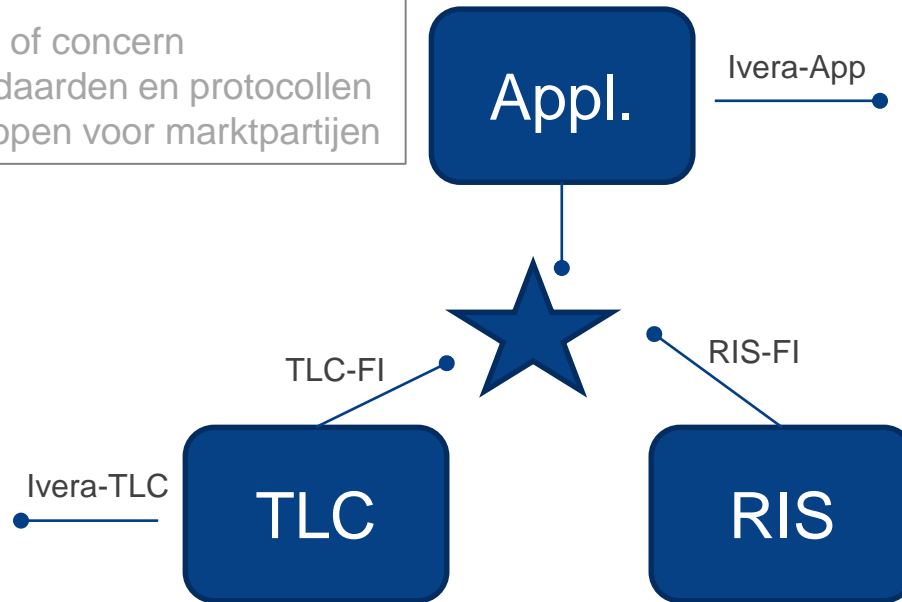 of concern
daarden en protocollen
open voor marktpartijen
Appl.
Ivera-App
TLC-FI
RIS-FI
Ivera-TLC
TLC
RIS